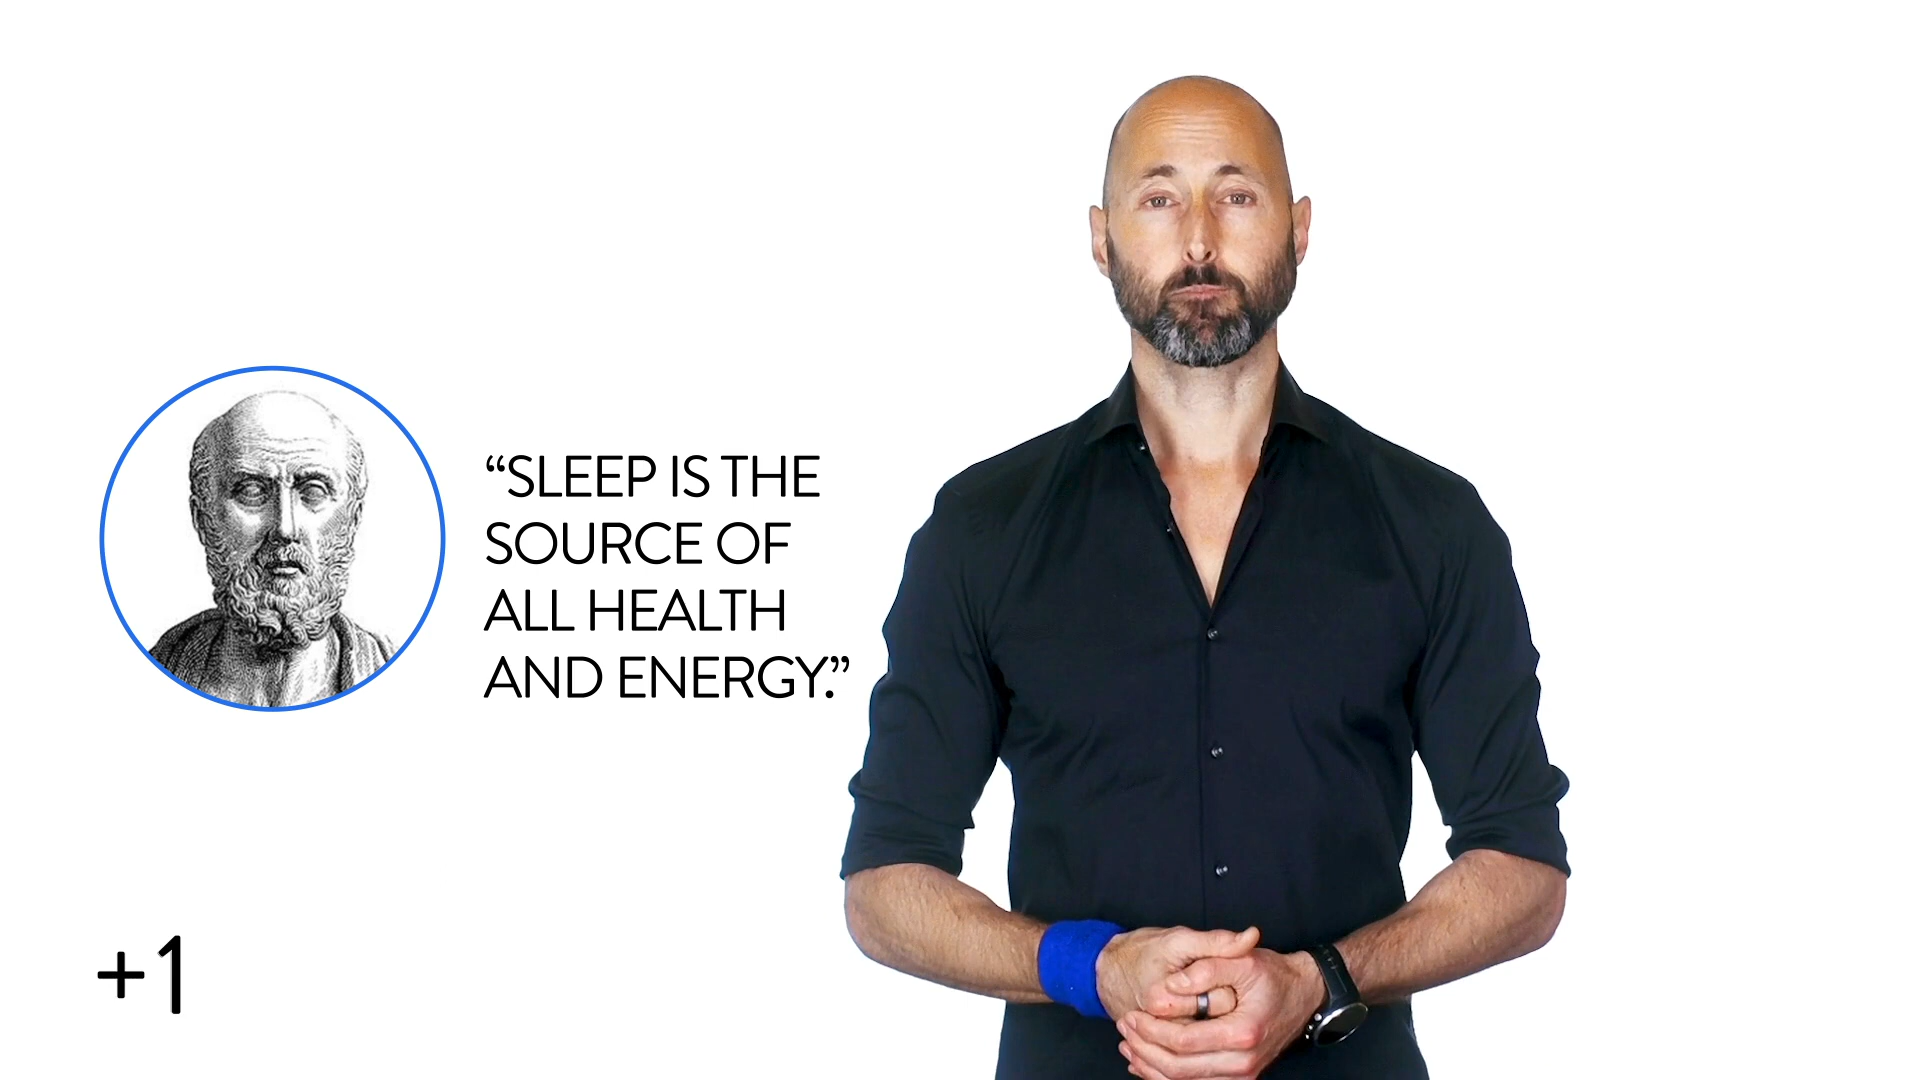 “SLEEP IS THE
SOURCE OF
ALL HEALTH
AND ENERGY.”
+1